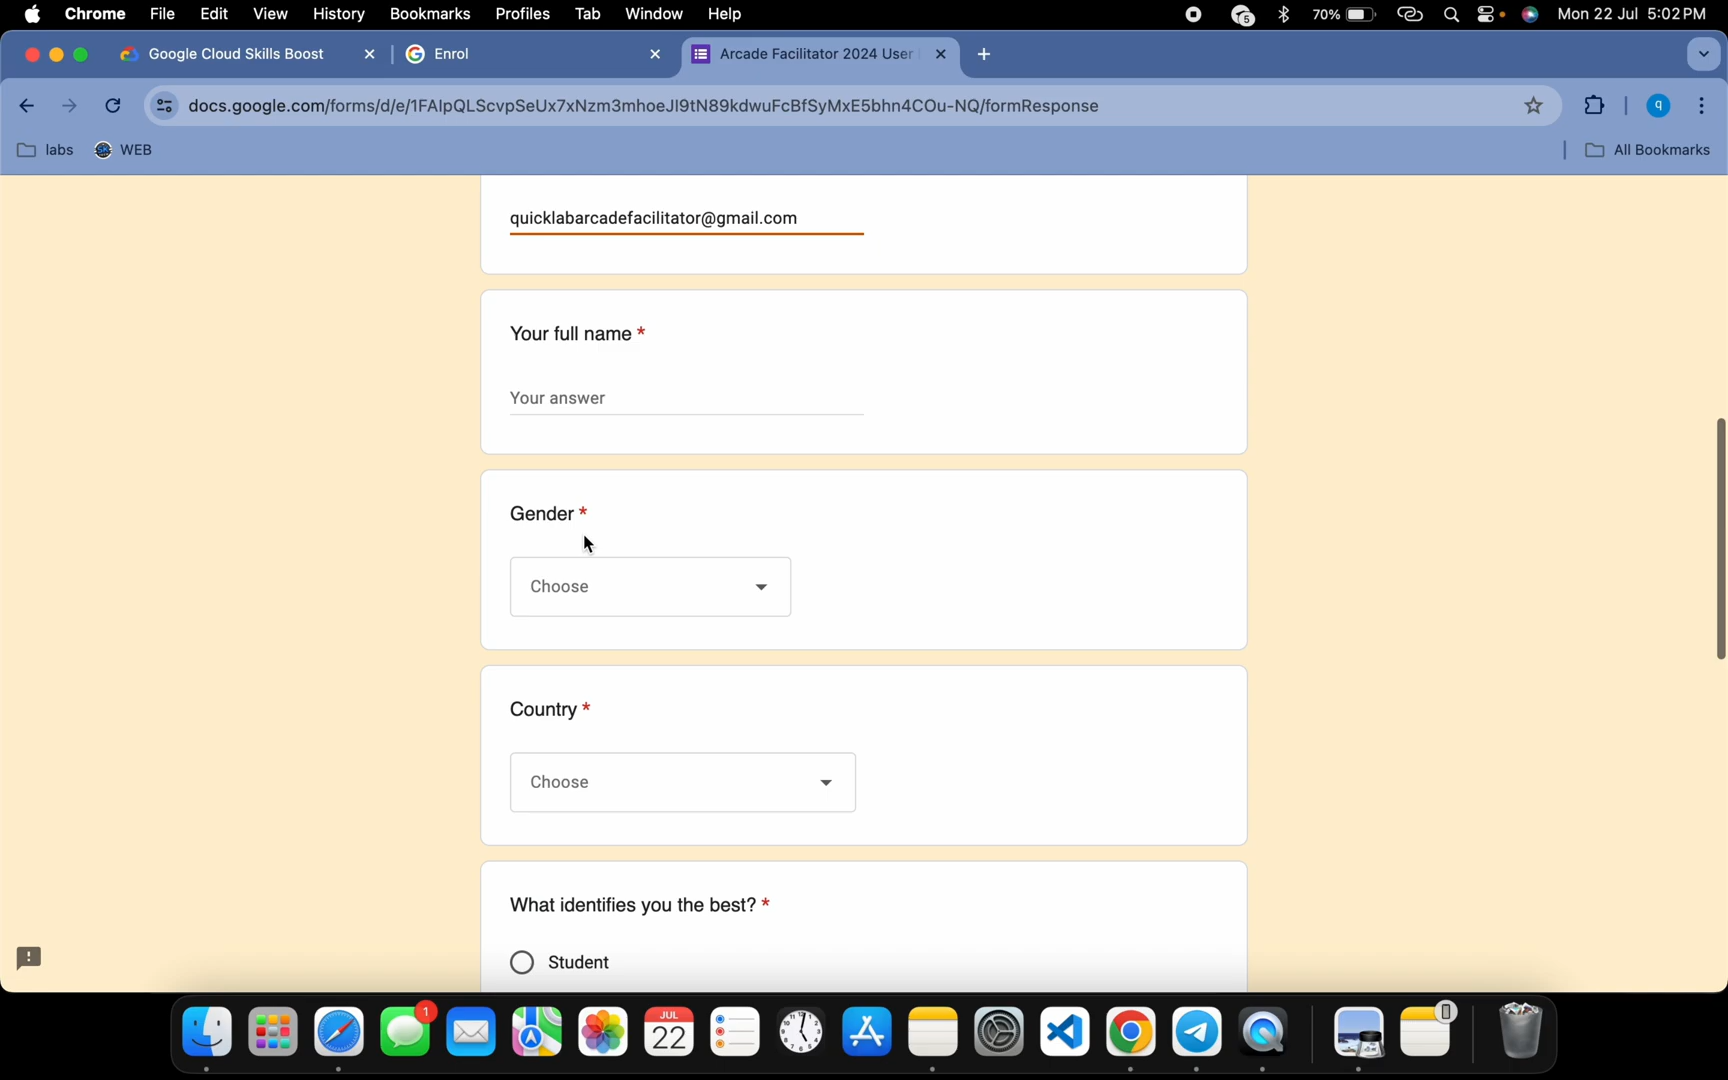 Chrome File Edit View History Bookmarks Profiles Tab Window Help 5 70% Mon 22 Jul 5:02 PM
Google Cloud Skills Boost Enrol Arcade Facilitator 2024 User
docs.google.com/forms/d/e/1FAIpQLScvpSeUx7xNzm3mhoeJI9tN89kdwuFcBfSyMxE5bhn4COu-NQ/formResponse q
labs WEB All Bookmarks
quicklabarcadefacilitator@gmail.com
Your full name *
Your answer
Gender *
Choose
Country *
Choose
What identifies you the best? *
Student
1
JUL
22